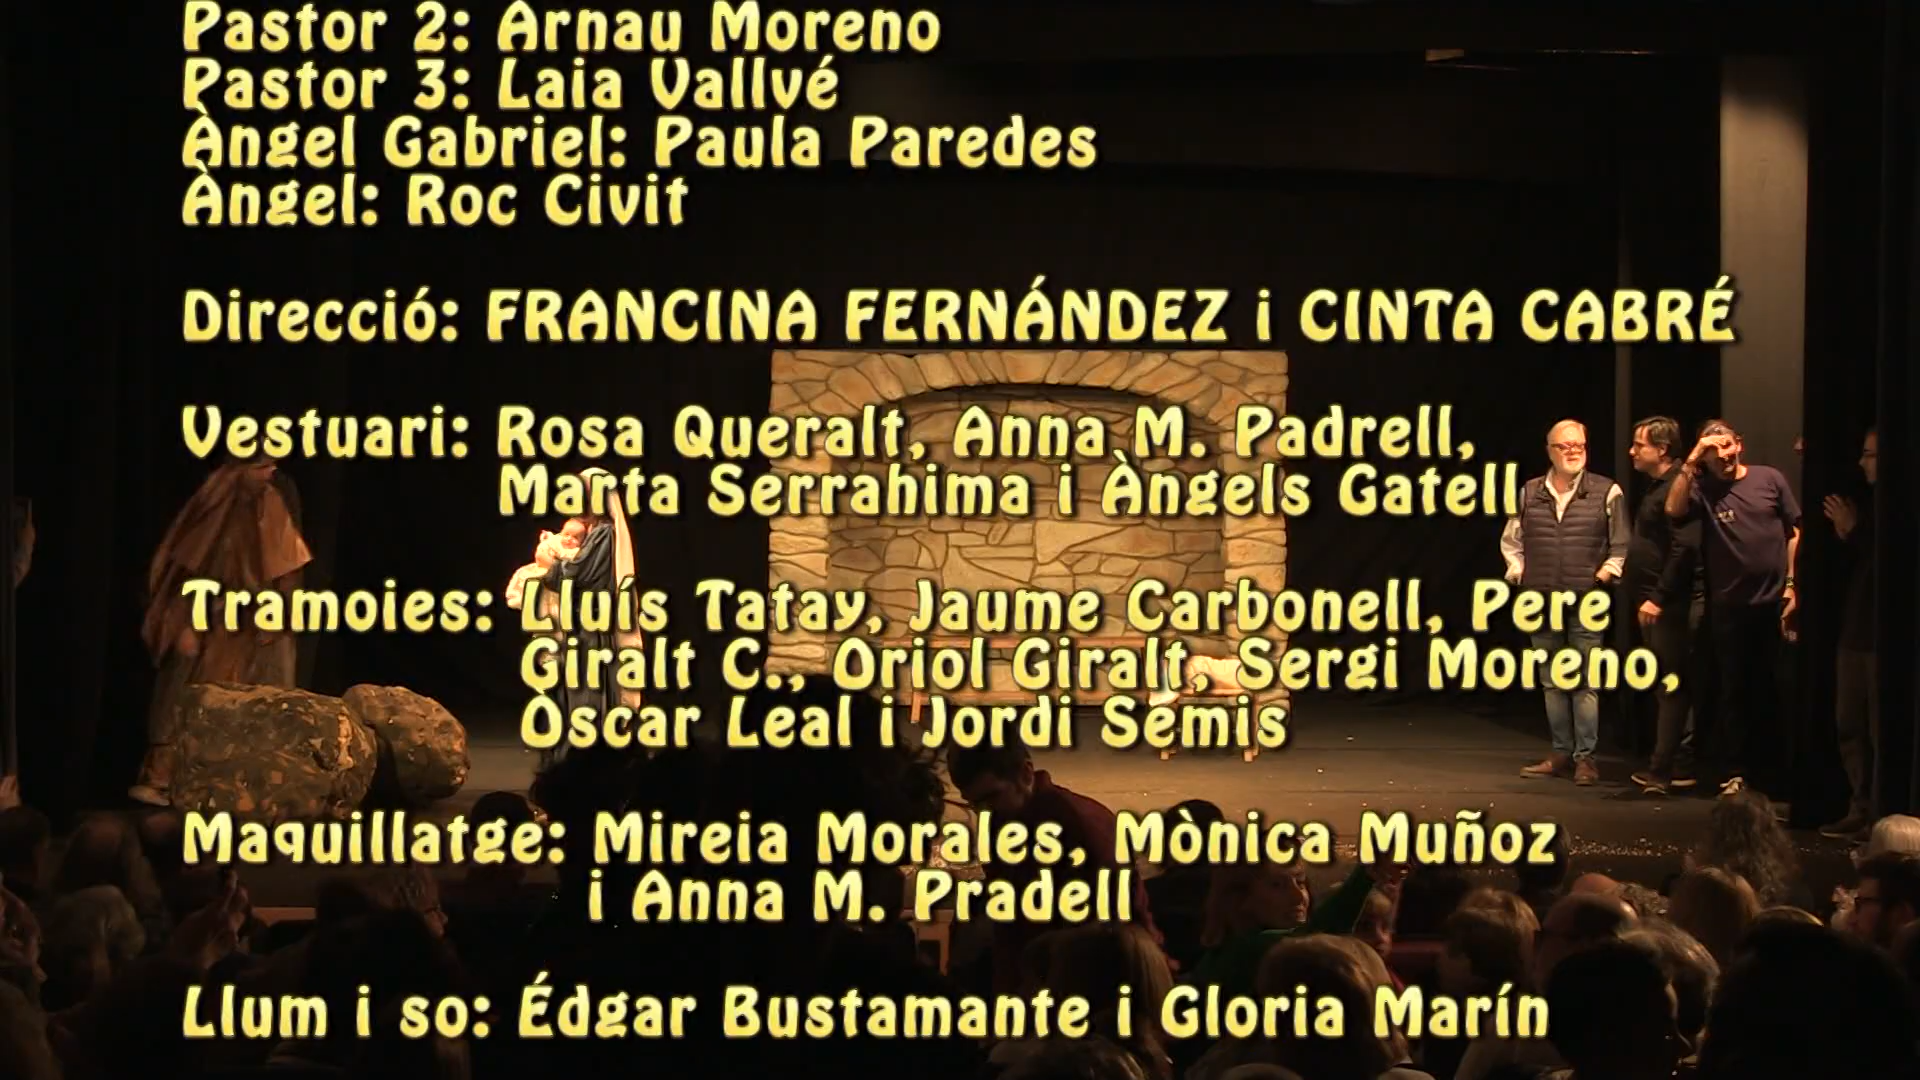 Pastor 2: Arnau Moreno
Pastor 3: Laia Vallvé
Àngel Gabriel: Paula Paredes
Àngel: Roc Civit
Direcció: FRANCINA FERNÁNDEZ i CINTA CABRÉ
Vestuari: Rosa Queralt, Anna M. Padrell,
Marta Serrahima i Àngels Gatell
Tramoies: Lluís Tatay, Jaume Carbonell, Pere
Giralt C., Oriol Giralt, Sergi Moreno,
Òscar Leal i Jordi Semis
Maquillatge: Mireia Morales, Mònica Muñoz
i Anna M. Pradell
Llum i so: Édgar Bustamante i Gloria Marín